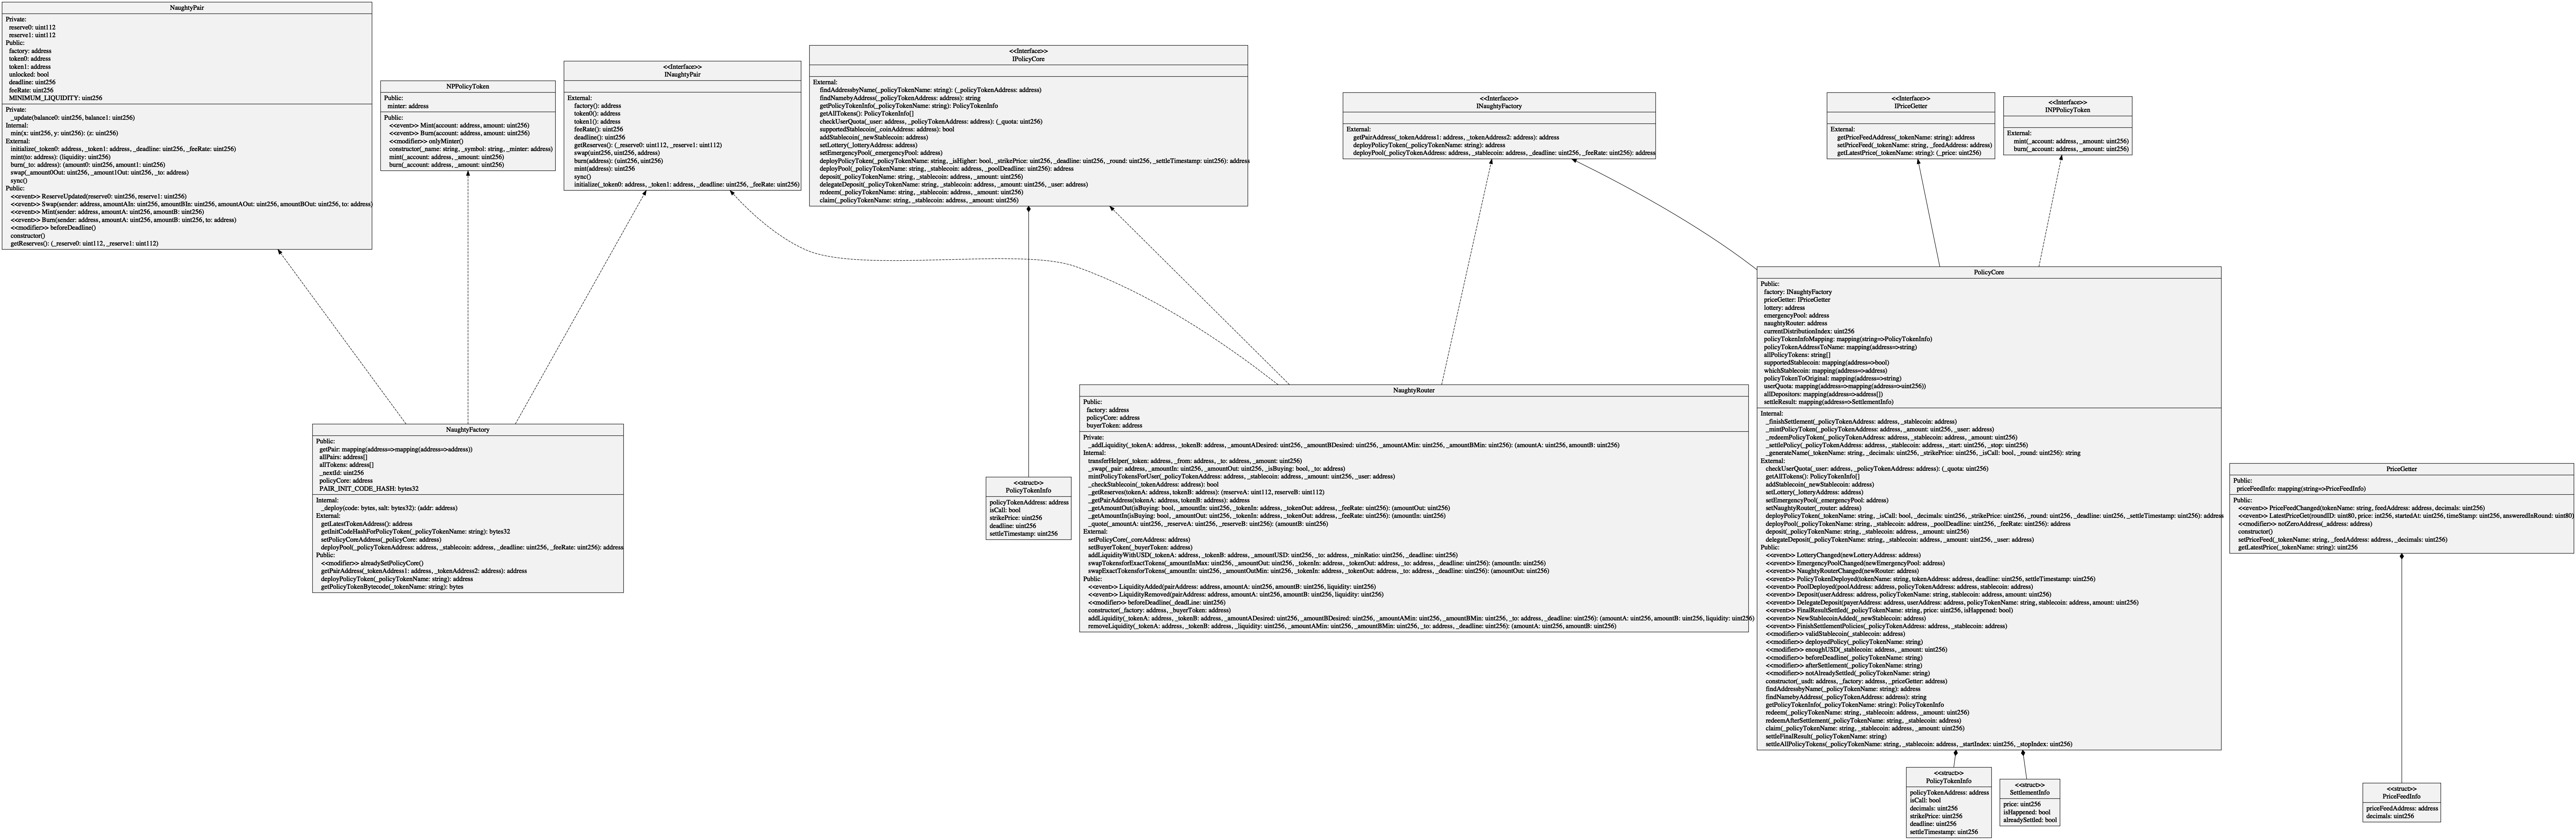 NaughtyPair
Private:
reserve0: uint112
reserve1: uint112
Public:
factory: address
token0: address
token1: address
unlocked: bool
deadline: uint256
feeRate: uint256
MINIMUM_LIQUIDITY: uint256
Private:
_update(balance0: uint256, balance1: uint256)
Internal:
min(x: uint256, y: uint256): (z: uint256)
External:
initialize(_token0: address, _token1: address, _deadline: uint256, _feeRate: uint256)
mint(to: address): (liquidity: uint256)
burn(_to: address): (amount0: uint256, amount1: uint256)
swap(_amount0Out: uint256, _amount1Out: uint256, _to: address)
sync()
Public:
<<event>> ReserveUpdated(reserve0: uint256, reserve1: uint256)
<<event>> Swap(sender: address, amountAIn: uint256, amountBIn: uint256, amountAOut: uint256, amountBOut: uint256, to: address)
<<event>> Mint(sender: address, amountA: uint256, amountB: uint256)
<<event>> Burn(sender: address, amountA: uint256, amountB: uint256, to: address)
<<modifier>> beforeDeadline()
constructor()
getReserves(): (_reserve0: uint112, _reserve1: uint112)
NPPolicyToken
Public:
minter: address
Public:
<<event>> Mint(account: address, amount: uint256)
<<event>> Burn(account: address, amount: uint256)
<<modifier>> onlyMinter()
constructor(_name: string, _symbol: string, _minter: address)
mint(_account: address, _amount: uint256)
burn(_account: address, _amount: uint256)
<<Interface>>
INaughtyPair
External:
factory(): address
token0(): address
token1(): address
feeRate(): uint256
deadline(): uint256
getReserves(): (_reserve0: uint112, _reserve1: uint112)
swap(uint256, uint256, address)
burn(address): (uint256, uint256)
mint(address): uint256
sync()
initialize(_token0: address, _token1: address, _deadline: uint256, _feeRate: uint256)
<<Interface>>
IPolicyCore
External:
findAddressbyName(_policyTokenName: string): (_policyTokenAddress: address)
findNamebyAddress(_policyTokenAddress: address): string
getPolicyTokenInfo(_policyTokenName: string): PolicyTokenInfo
getAllTokens(): PolicyTokenInfo[]
checkUserQuota(_user: address, _policyTokenAddress: address): (_quota: uint256)
supportedStablecoin(_coinAddress: address): bool
addStablecoin(_newStablecoin: address)
setLottery(_lotteryAddress: address)
setEmergencyPool(_emergencyPool: address)
deployPolicyToken(_policyTokenName: string, _isHigher: bool, _strikePrice: uint256, _deadline: uint256, _round: uint256, _settleTimestamp: uint256): address
deployPool(_policyTokenName: string, _stablecoin: address, _poolDeadline: uint256): address
deposit(_policyTokenName: string, _stablecoin: address, _amount: uint256)
delegateDeposit(_policyTokenName: string, _stablecoin: address, _amount: uint256, _user: address)
redeem(_policyTokenName: string, _stablecoin: address, _amount: uint256)
claim(_policyTokenName: string, _stablecoin: address, _amount: uint256)
<<Interface>>
INaughtyFactory
External:
getPairAddress(_tokenAddress1: address, _tokenAddress2: address): address
deployPolicyToken(_policyTokenName: string): address
deployPool(_policyTokenAddress: address, _stablecoin: address, _deadline: uint256, _feeRate: uint256): address
<<Interface>>
IPriceGetter
External:
getPriceFeedAddress(_tokenName: string): address
setPriceFeed(_tokenName: string, _priceFeed: address)
getLatestPrice(_tokenName: string): (_price: uint256)
<<Interface>>
INPPolicyToken
External:
mint(_account: address, _amount: uint256)
burn(_account: address, _amount: uint256)
NaughtyFactory
Public:
getPair: mapping(address=>mapping(address=>address))
allPairs: address[]
allTokens: address[]
_nextId: uint256
policyCore: address
PAIR_INIT_CODE_HASH: bytes32
Internal:
_deploy(code: bytes, salt: bytes32): (addr: address)
External:
getLatestTokenAddress(): address
getInitCodeHashForPolicyToken(_policyTokenName: string): bytes32
setPolicyCoreAddress(_policyCore: address)
deployPool(_policyTokenAddress: address, _stablecoin: address, _deadline: uint256, _feeRate: uint256): address
Public:
<<modifier>> alreadySetPolicyCore()
getPairAddress(_tokenAddress1: address, _tokenAddress2: address): address
deployPolicyToken(_policyTokenName: string): address
getPolicyTokenBytecode(_tokenName: string): bytes
<<struct>>
PolicyTokenInfo
policyTokenAddress: address
isCall: bool
strikePrice: uint256
deadline: uint256
settleTimestamp: uint256
NaughtyRouter
Public:
factory: address
policyCore: address
buyerToken: address
Private:
_addLiquidity(_tokenA: address, _tokenB: address, _amountADesired: uint256, _amountBDesired: uint256, _amountAMin: uint256, _amountBMin: uint256): (amountA: uint256, amountB: uint256)
Internal:
transferHelper(_token: address, _from: address, _to: address, _amount: uint256)
_swap(_pair: address, _amountIn: uint256, _amountOut: uint256, _isBuying: bool, _to: address)
mintPolicyTokensForUser(_policyTokenAddress: address, _stablecoin: address, _amount: uint256, _user: address)
_checkStablecoin(_tokenAddress: address): bool
_getReserves(tokenA: address, tokenB: address): (reserveA: uint112, reserveB: uint112)
_getPairAddress(tokenA: address, tokenB: address): address
_getAmountOut(isBuying: bool, _amountIn: uint256, _tokenIn: address, _tokenOut: address, _feeRate: uint256): (amountOut: uint256)
_getAmountIn(isBuying: bool, _amountOut: uint256, _tokenIn: address, _tokenOut: address, _feeRate: uint256): (amountIn: uint256)
_quote(_amountA: uint256, _reserveA: uint256, _reserveB: uint256): (amountB: uint256)
External:
setPolicyCore(_coreAddress: address)
setBuyerToken(_buyerToken: address)
addLiquidityWithUSD(_tokenA: address, _tokenB: address, _amountUSD: uint256, _to: address, _minRatio: uint256, _deadline: uint256)
swapTokensforExactTokens(_amountInMax: uint256, _amountOut: uint256, _tokenIn: address, _tokenOut: address, _to: address, _deadline: uint256): (amountIn: uint256)
swapExactTokensforTokens(_amountIn: uint256, _amountOutMin: uint256, _tokenIn: address, _tokenOut: address, _to: address, _deadline: uint256): (amountOut: uint256)
Public:
<<event>> LiquidityAdded(pairAddress: address, amountA: uint256, amountB: uint256, liquidity: uint256)
<<event>> LiquidityRemoved(pairAddress: address, amountA: uint256, amountB: uint256, liquidity: uint256)
<<modifier>> beforeDeadline(_deadLine: uint256)
constructor(_factory: address, _buyerToken: address)
addLiquidity(_tokenA: address, _tokenB: address, _amountADesired: uint256, _amountBDesired: uint256, _amountAMin: uint256, _amountBMin: uint256, _to: address, _deadline: uint256): (amountA: uint256, amountB: uint256, liquidity: uint256)
removeLiquidity(_tokenA: address, _tokenB: address, _liquidity: uint256, _amountAMin: uint256, _amountBMin: uint256, _to: address, _deadline: uint256): (amountA: uint256, amountB: uint256)
PolicyCore
Public:
factory: INaughtyFactory
priceGetter: IPriceGetter
lottery: address
emergencyPool: address
naughtyRouter: address
currentDistributionIndex: uint256
policyTokenInfoMapping: mapping(string=>PolicyTokenInfo)
policyTokenAddressToName: mapping(address=>string)
allPolicyTokens: string[]
supportedStablecoin: mapping(address=>bool)
whichStablecoin: mapping(address=>address)
policyTokenToOriginal: mapping(address=>string)
userQuota: mapping(address=>mapping(address=>uint256))
allDepositors: mapping(address=>address[])
settleResult: mapping(address=>SettlementInfo)
Internal:
_finishSettlement(_policyTokenAddress: address, _stablecoin: address)
_mintPolicyToken(_policyTokenAddress: address, _amount: uint256, _user: address)
_redeemPolicyToken(_policyTokenAddress: address, _stablecoin: address, _amount: uint256)
_settlePolicy(_policyTokenAddress: address, _stablecoin: address, _start: uint256, _stop: uint256)
_generateName(_tokenName: string, _decimals: uint256, _strikePrice: uint256, _isCall: bool, _round: uint256): string
External:
checkUserQuota(_user: address, _policyTokenAddress: address): (_quota: uint256)
getAllTokens(): PolicyTokenInfo[]
addStablecoin(_newStablecoin: address)
setLottery(_lotteryAddress: address)
setEmergencyPool(_emergencyPool: address)
setNaughtyRouter(_router: address)
deployPolicyToken(_tokenName: string, _isCall: bool, _decimals: uint256, _strikePrice: uint256, _round: uint256, _deadline: uint256, _settleTimestamp: uint256): address
deployPool(_policyTokenName: string, _stablecoin: address, _poolDeadline: uint256, _feeRate: uint256): address
deposit(_policyTokenName: string, _stablecoin: address, _amount: uint256)
delegateDeposit(_policyTokenName: string, _stablecoin: address, _amount: uint256, _user: address)
Public:
<<event>> LotteryChanged(newLotteryAddress: address)
<<event>> EmergencyPoolChanged(newEmergencyPool: address)
<<event>> NaughtyRouterChanged(newRouter: address)
<<event>> PolicyTokenDeployed(tokenName: string, tokenAddress: address, deadline: uint256, settleTimestamp: uint256)
<<event>> PoolDeployed(poolAddress: address, policyTokenAddress: address, stablecoin: address)
<<event>> Deposit(userAddress: address, policyTokenName: string, stablecoin: address, amount: uint256)
<<event>> DelegateDeposit(payerAddress: address, userAddress: address, policyTokenName: string, stablecoin: address, amount: uint256)
<<event>> FinalResultSettled(_policyTokenName: string, price: uint256, isHappened: bool)
<<event>> NewStablecoinAdded(_newStablecoin: address)
<<event>> FinishSettlementPolicies(_policyTokenAddress: address, _stablecoin: address)
<<modifier>> validStablecoin(_stablecoin: address)
<<modifier>> deployedPolicy(_policyTokenName: string)
<<modifier>> enoughUSD(_stablecoin: address, _amount: uint256)
<<modifier>> beforeDeadline(_policyTokenName: string)
<<modifier>> afterSettlement(_policyTokenName: string)
<<modifier>> notAlreadySettled(_policyTokenName: string)
constructor(_usdt: address, _factory: address, _priceGetter: address)
findAddressbyName(_policyTokenName: string): address
findNamebyAddress(_policyTokenAddress: address): string
getPolicyTokenInfo(_policyTokenName: string): PolicyTokenInfo
redeem(_policyTokenName: string, _stablecoin: address, _amount: uint256)
redeemAfterSettlement(_policyTokenName: string, _stablecoin: address)
claim(_policyTokenName: string, _stablecoin: address, _amount: uint256)
settleFinalResult(_policyTokenName: string)
settleAllPolicyTokens(_policyTokenName: string, _stablecoin: address, _startIndex: uint256, _stopIndex: uint256)
<<struct>>
PolicyTokenInfo
policyTokenAddress: address
isCall: bool
decimals: uint256
strikePrice: uint256
deadline: uint256
settleTimestamp: uint256
<<struct>>
SettlementInfo
price: uint256
isHappened: bool
alreadySettled: bool
PriceGetter
Public:
priceFeedInfo: mapping(string=>PriceFeedInfo)
Public:
<<event>> PriceFeedChanged(tokenName: string, feedAddress: address, decimals: uint256)
<<event>> LatestPriceGet(roundID: uint80, price: int256, startedAt: uint256, timeStamp: uint256, answeredInRound: uint80)
<<modifier>> notZeroAddress(_address: address)
constructor()
setPriceFeed(_tokenName: string, _feedAddress: address, _decimals: uint256)
getLatestPrice(_tokenName: string): uint256
<<struct>>
PriceFeedInfo
priceFeedAddress: address
decimals: uint256